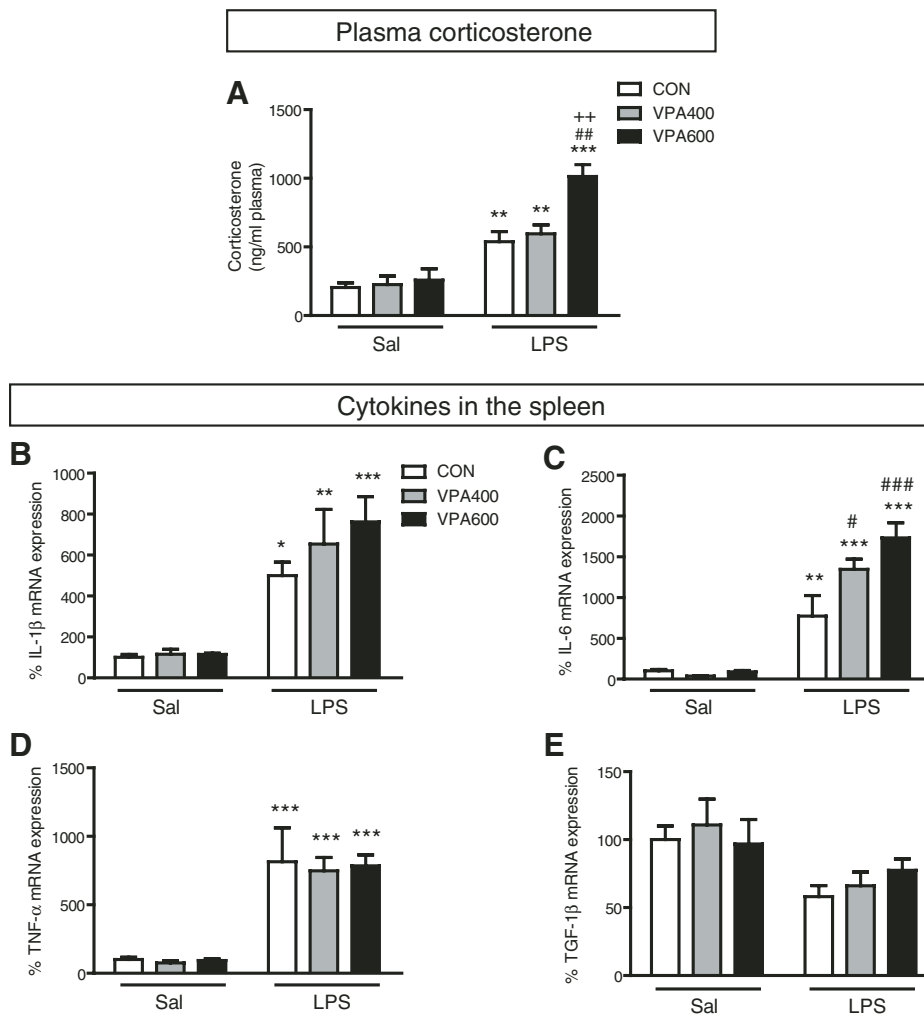 Plasma corticosterone
A
CON
VPA400
VPA600
Corticosterone
(ng/ml plasma)
1500
1000
500
0
**
**
++
##
***
Sal
LPS
Cytokines in the spleen
B
CON
VPA400
VPA600
% IL-1β mRNA expression
1000
800
600
400
200
0
*
**
***
Sal
LPS
C
% IL-6 mRNA expression
2500
2000
1500
1000
500
0
**
#
***
###
***
Sal
LPS
D
% TNF-α mRNA expression
1500
1000
500
0
***
***
***
Sal
LPS
E
% TGF-1β mRNA expression
150
100
50
0
Sal
LPS